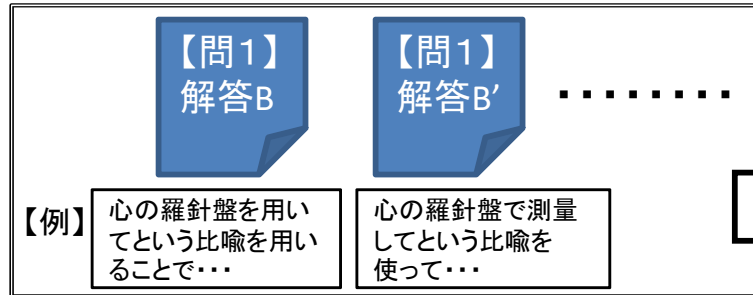 【問１】
解答B
【問１】
解答B’
・・・・・・・・
【例】
心の羅針盤を用い
てという比喩を用い
ることで・・・
心の羅針盤で測量
してという比喩を
使って・・・